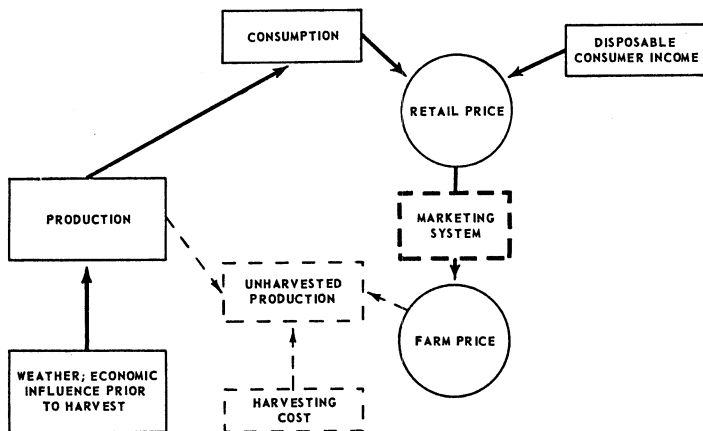 CONSUMPTION
DISPOSABLE
CONSUMER INCOME
RETAIL PRICE
PRODUCTION
MARKETING
SYSTEM
UNHARVESTED
PRODUCTION
FARM PRICE
WEATHER; ECONOMIC
INFLUENCE PRIOR
TO HARVEST
HARVESTING
COST